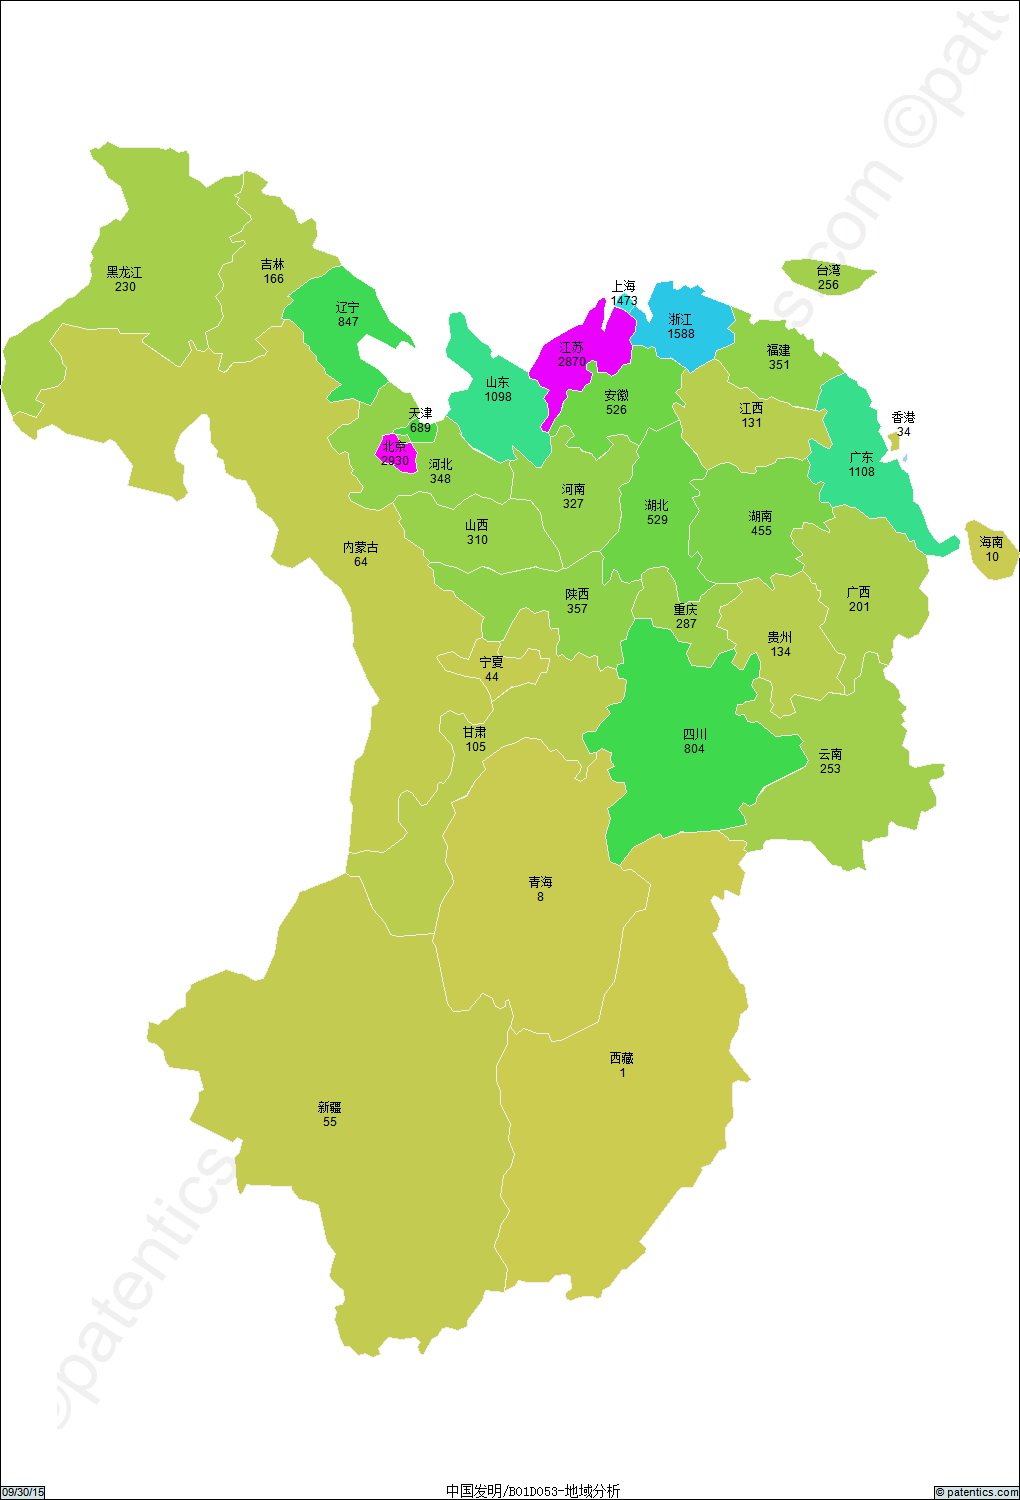 ©patentics.com ©patentics
黑龙江
230
吉林
166
辽宁
847
台湾
256
上海
1473
浙江
1588
江苏
2870
福建
351
山东
1098
安徽
526
江西
131
天津
689
香港
34
北京
2930
河北
348
广东
1108
河南
327
湖北
529
湖南
455
山西
310
海南
10
内蒙古
64
陕西
357
重庆
287
广西
201
贵州
134
宁夏
44
甘肃
105
四川
804
云南
253
青海
8
西藏
1
新疆
55
09/30/15
中国发明/B01D053-地域分析
© patentics.com